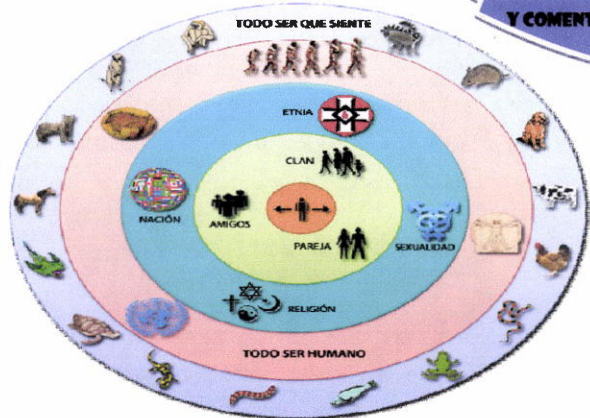 Y COMENT
TODO SER QUE SIENTE
ETNIA
CLAN
NACIÓN
AMIGOS
PAREJA
SEXUALIDAD
RELIGIÓN
TODO SER HUMANO